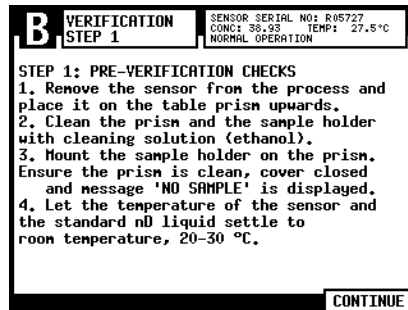 B
VERIFICATION
STEP 1
SENSOR SERIAL NO: R05727
CONC: 38.93 TEMP: 27.5°C
NORMAL OPERATION
STEP 1: PRE-VERIFICATION CHECKS
1. Remove the sensor from the process and
place it on the table prism upwards.
2. Clean the prism and the sample holder
with cleaning solution (ethanol).
3. Mount the sample holder on the prism.
Ensure the prism is clean, cover closed
and message 'NO SAMPLE' is displayed.
4. Let the temperature of the sensor and
the standard nD liquid settle to
room temperature, 20-30 °C.
CONTINUE